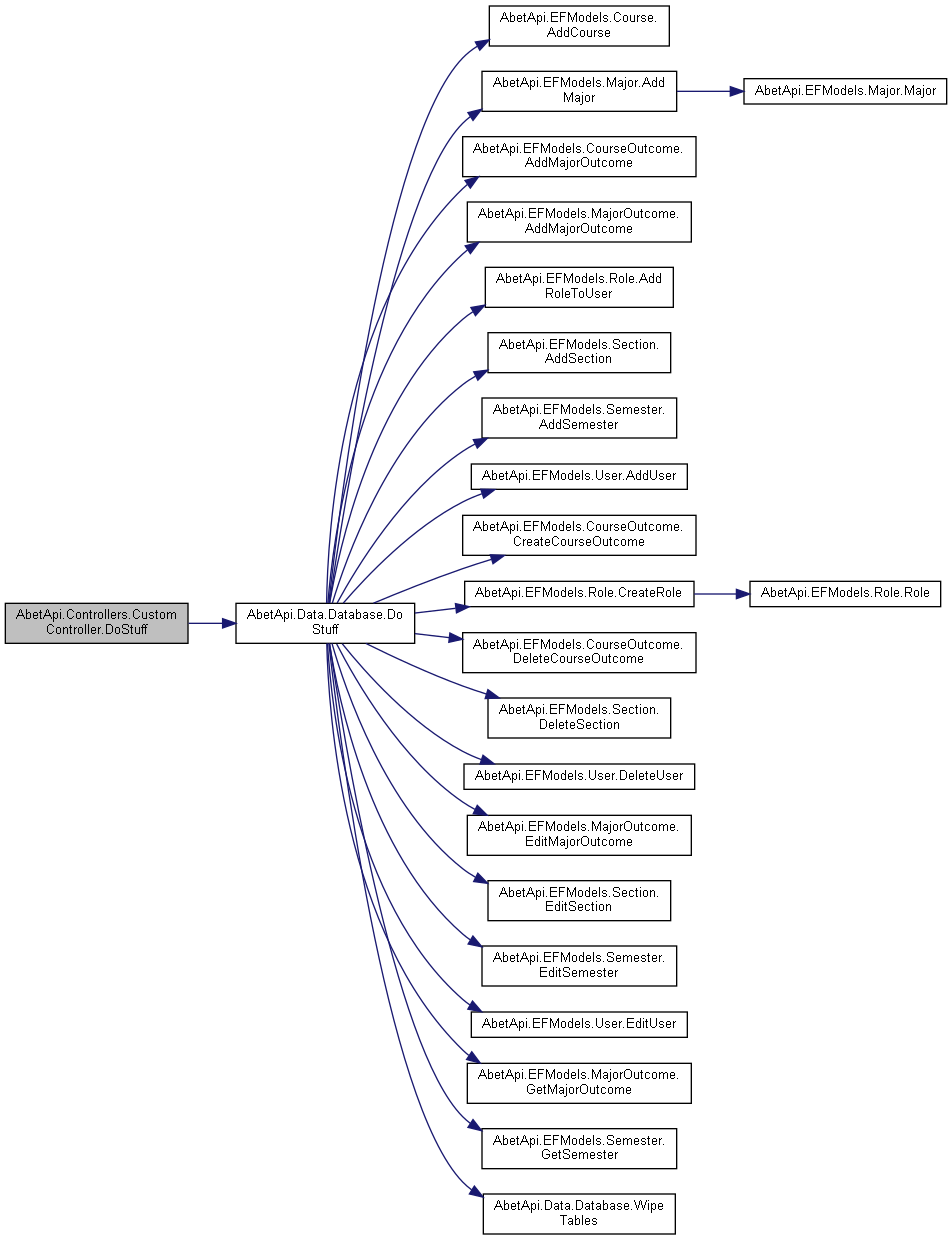 AbetApi.EFModels.Course.
AddCourse
AbetApi.EFModels.Major.Add
Major
AbetApi.EFModels.Major.Major
AbetApi.EFModels.CourseOutcome.
AddMajorOutcome
AbetApi.EFModels.MajorOutcome.
AddMajorOutcome
AbetApi.EFModels.Role.Add
RoleToUser
AbetApi.EFModels.Section.
AddSection
AbetApi.EFModels.Semester.
AddSemester
AbetApi.EFModels.User.AddUser
AbetApi.EFModels.CourseOutcome.
CreateCourseOutcome
AbetApi.EFModels.Role.CreateRole
AbetApi.EFModels.Role.Role
AbetApi.Controllers.Custom
Controller.DoStuff
AbetApi.Data.Database.Do
Stuff
AbetApi.EFModels.CourseOutcome.
DeleteCourseOutcome
AbetApi.EFModels.Section.
DeleteSection
AbetApi.EFModels.User.DeleteUser
AbetApi.EFModels.MajorOutcome.
EditMajorOutcome
AbetApi.EFModels.Section.
EditSection
AbetApi.EFModels.Semester.
EditSemester
AbetApi.EFModels.User.EditUser
AbetApi.EFModels.MajorOutcome.
GetMajorOutcome
AbetApi.EFModels.Semester.
GetSemester
AbetApi.Data.Database.Wipe
Tables